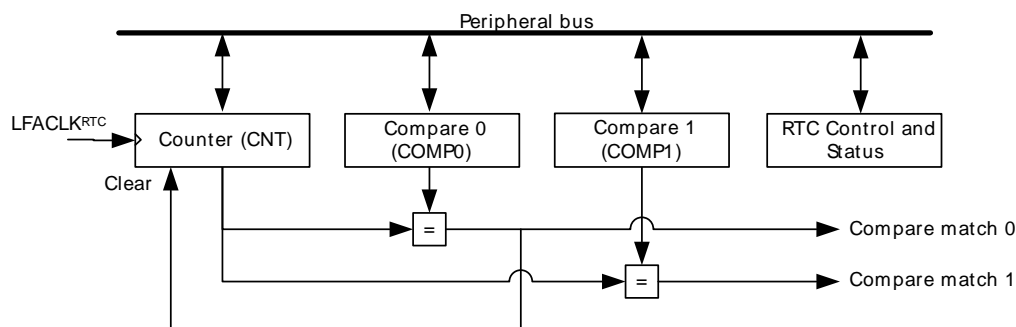 Peripheral bus
LFACLKRTC
Counter (CNT)
Compare 0
(COMP0)
Compare 1
(COMP1)
RTC Control and
Status
Clear
=
Compare match 0
=
Compare match 1